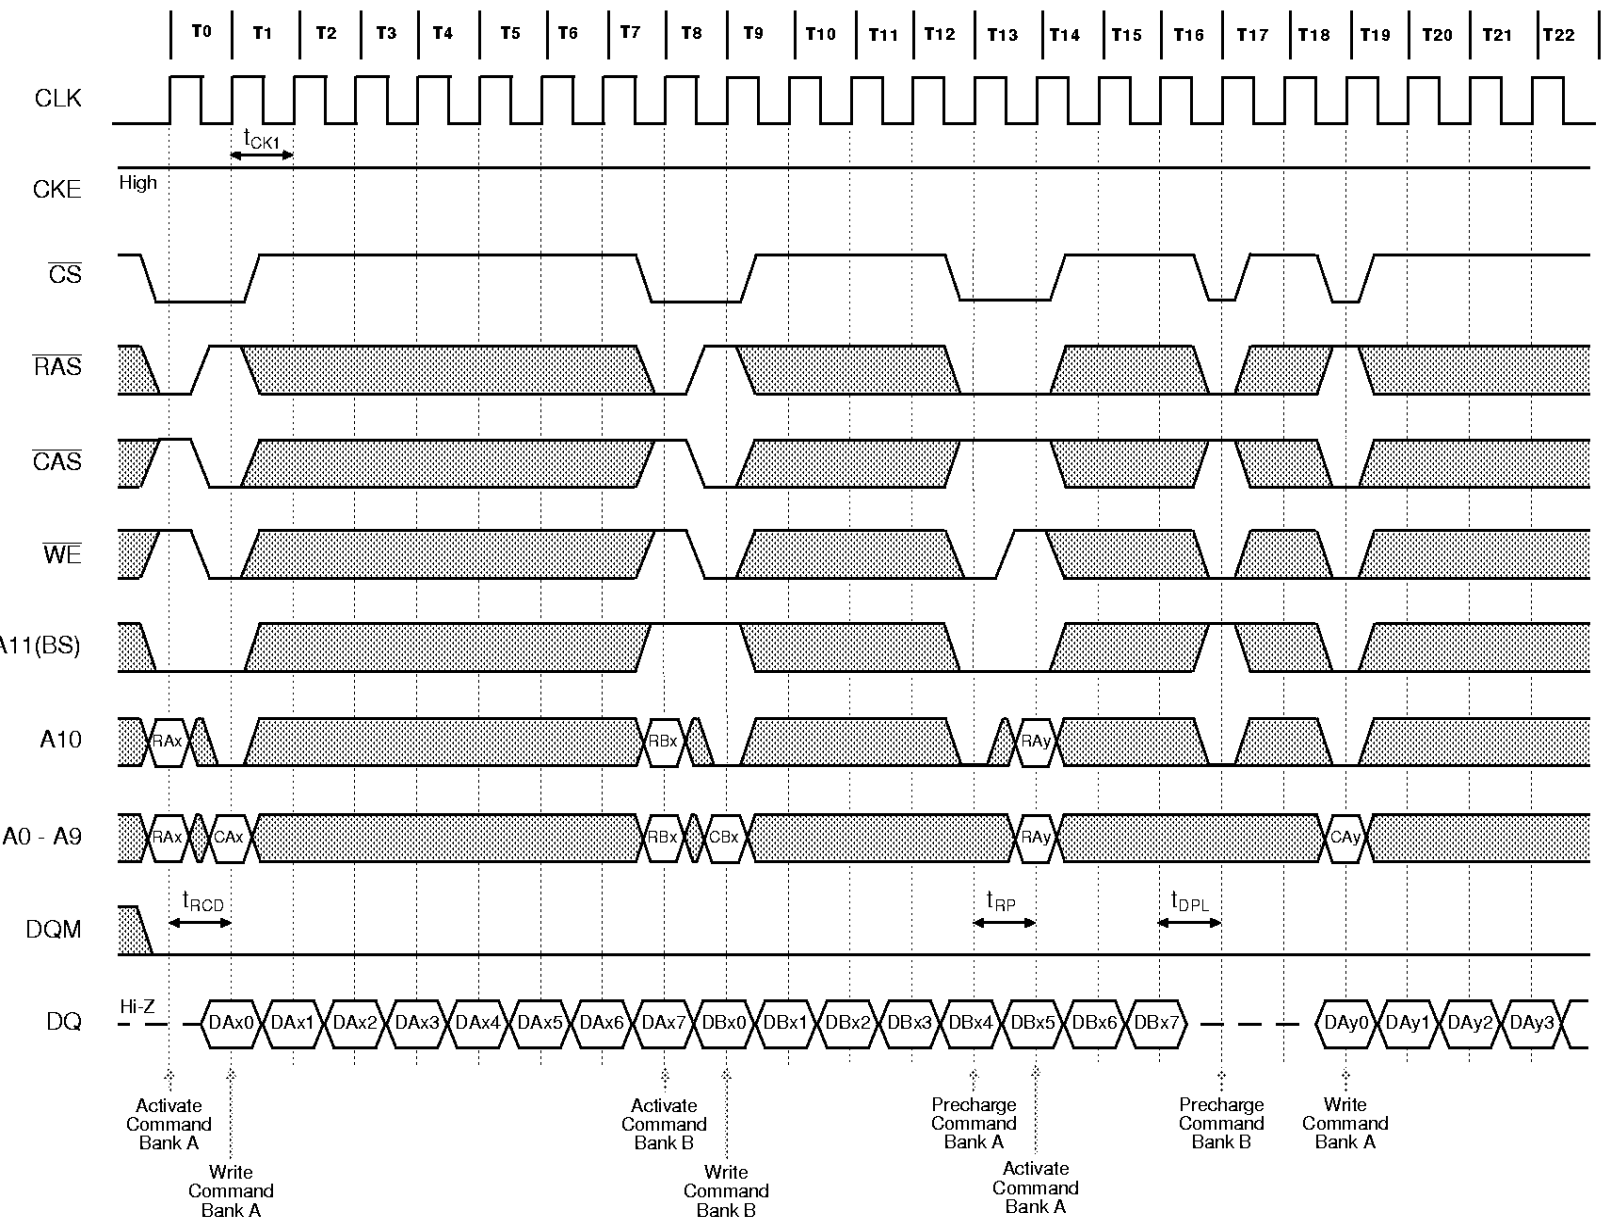 T0 T1 T2 T3 T4 T5 T6 T7 T8 T9 T10 T11 T12 T13 T14 T15 T16 T17 T18 T19 T20 T21 T22
CLK
tCK1
CKE High
CS
RAS
CAS
WE
A11(BS)
A10 RAx RBx RAy
A0 - A9 RAx CAx RBx CBx RAy CAy
tRCD tRP tDPL
DQM
DQ Hi-Z DAx0 DAx1 DAx2 DAx3 DAx4 DAx5 DAx6 DAx7 DBx0 DBx1 DBx2 DBx3 DBx4 DBx5 DBx6 DBx7 DAy0 DAy1 DAy2 DAy3
Activate
Command
Bank A
Write
Command
Bank A
Activate
Command
Bank B
Write
Command
Bank B
Precharge
Command
Bank A
Activate
Command
Bank A
Precharge
Command
Bank B
Write
Command
Bank A